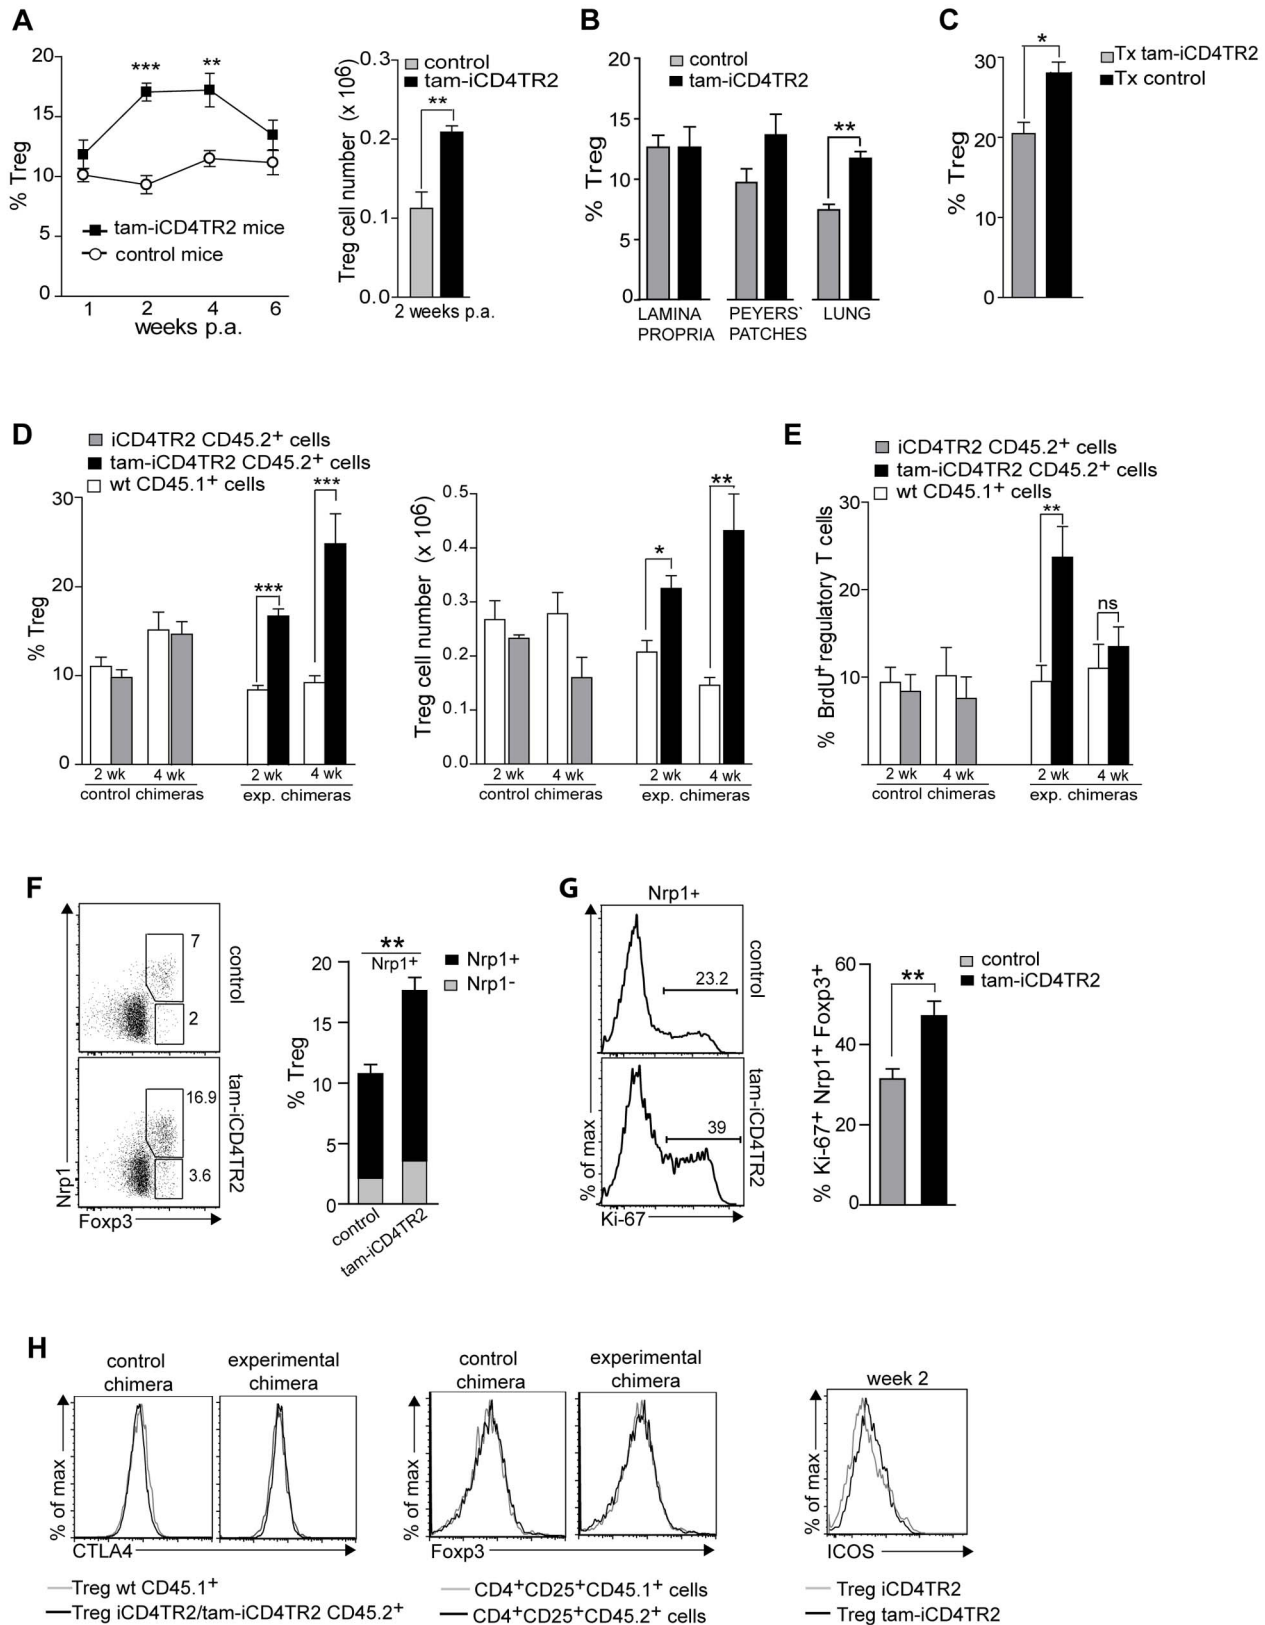 A
20
15
10
5
0
% Treg
***
**
tam-iCD4TR2 mice
control mice
1 2 4 6
weeks p.a.
control
tam-iCD4TR2
Treg cell number (x 10⁶)
0.3
0.2
0.1
0.0
**
2 weeks p.a.
B
control
tam-iCD4TR2
% Treg
20
15
10
5
0
**
LAMINA PROPRIA
PEYERS` PATCHES
LUNG
C
Tx tam-iCD4TR2
Tx control
% Treg
30
20
10
0
*
D
iCD4TR2 CD45.2⁺ cells
tam-iCD4TR2 CD45.2⁺ cells
wt CD45.1⁺ cells
% Treg
30
20
10
0
***
***
2 wk 4 wk 2 wk 4 wk
control chimeras exp. chimeras
Treg cell number (x 10⁶)
0.5
0.4
0.3
0.2
0.1
0.0
*
**
2 wk 4 wk 2 wk 4 wk
control chimeras exp. chimeras
E
iCD4TR2 CD45.2⁺ cells
tam-iCD4TR2 CD45.2⁺ cells
wt CD45.1⁺ cells
% BrdU⁺ regulatory T cells
30
20
10
**
ns
2 wk 4 wk 2 wk 4 wk
control chimeras exp. chimeras
F
7
2
control
16.9
3.6
tam-iCD4TR2
Nrp1
Foxp3
**
Nrp1⁺
Nrp1+
Nrp1-
% Treg
20
15
10
5
0
control
tam-iCD4TR2
G
Nrp1+
23.2
control
39
tam-iCD4TR2
% of max
Ki-67
control
tam-iCD4TR2
% Ki-67⁺ Nrp1⁺ Foxp3⁺
60
40
20
0
**
H
control chimera
experimental chimera
% of max
CTLA4
Treg wt CD45.1⁺
Treg iCD4TR2/tam-iCD4TR2 CD45.2⁺
control chimera
experimental chimera
% of max
Foxp3
CD4⁺CD25⁺CD45.1⁺ cells
CD4⁺CD25⁺CD45.2⁺ cells
week 2
% of max
ICOS
Treg iCD4TR2
Treg tam-iCD4TR2